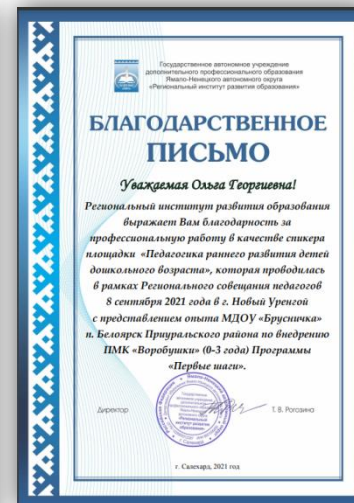 Государственное автономное учреждение
дополнительного профессионального образования
Ямало-Ненецкого автономного округа
«Региональный институт развития образования»
БЛАГОДАРСТВЕННОЕ
ПИСЬМО
Уважаемая Ольга Георгиевна!
Региональный институт развития образования
выражает Вам благодарность за
профессиональную работу в качестве спикера
площадки «Педагогика раннего развития детей
дошкольного возраста», которая проводилась
в рамках Регионального совещания педагогов
8 сентября 2021 года в г. Новый Уренгой
с представлением опыта МДОУ «Брусничка»
п. Белоярск Приуральского района по внедрению
ПМК «Воробушки» (0-3 года) Программы
«Первые шаги».
Директор
Т. В. Рогозина
г. Салехард, 2021 год